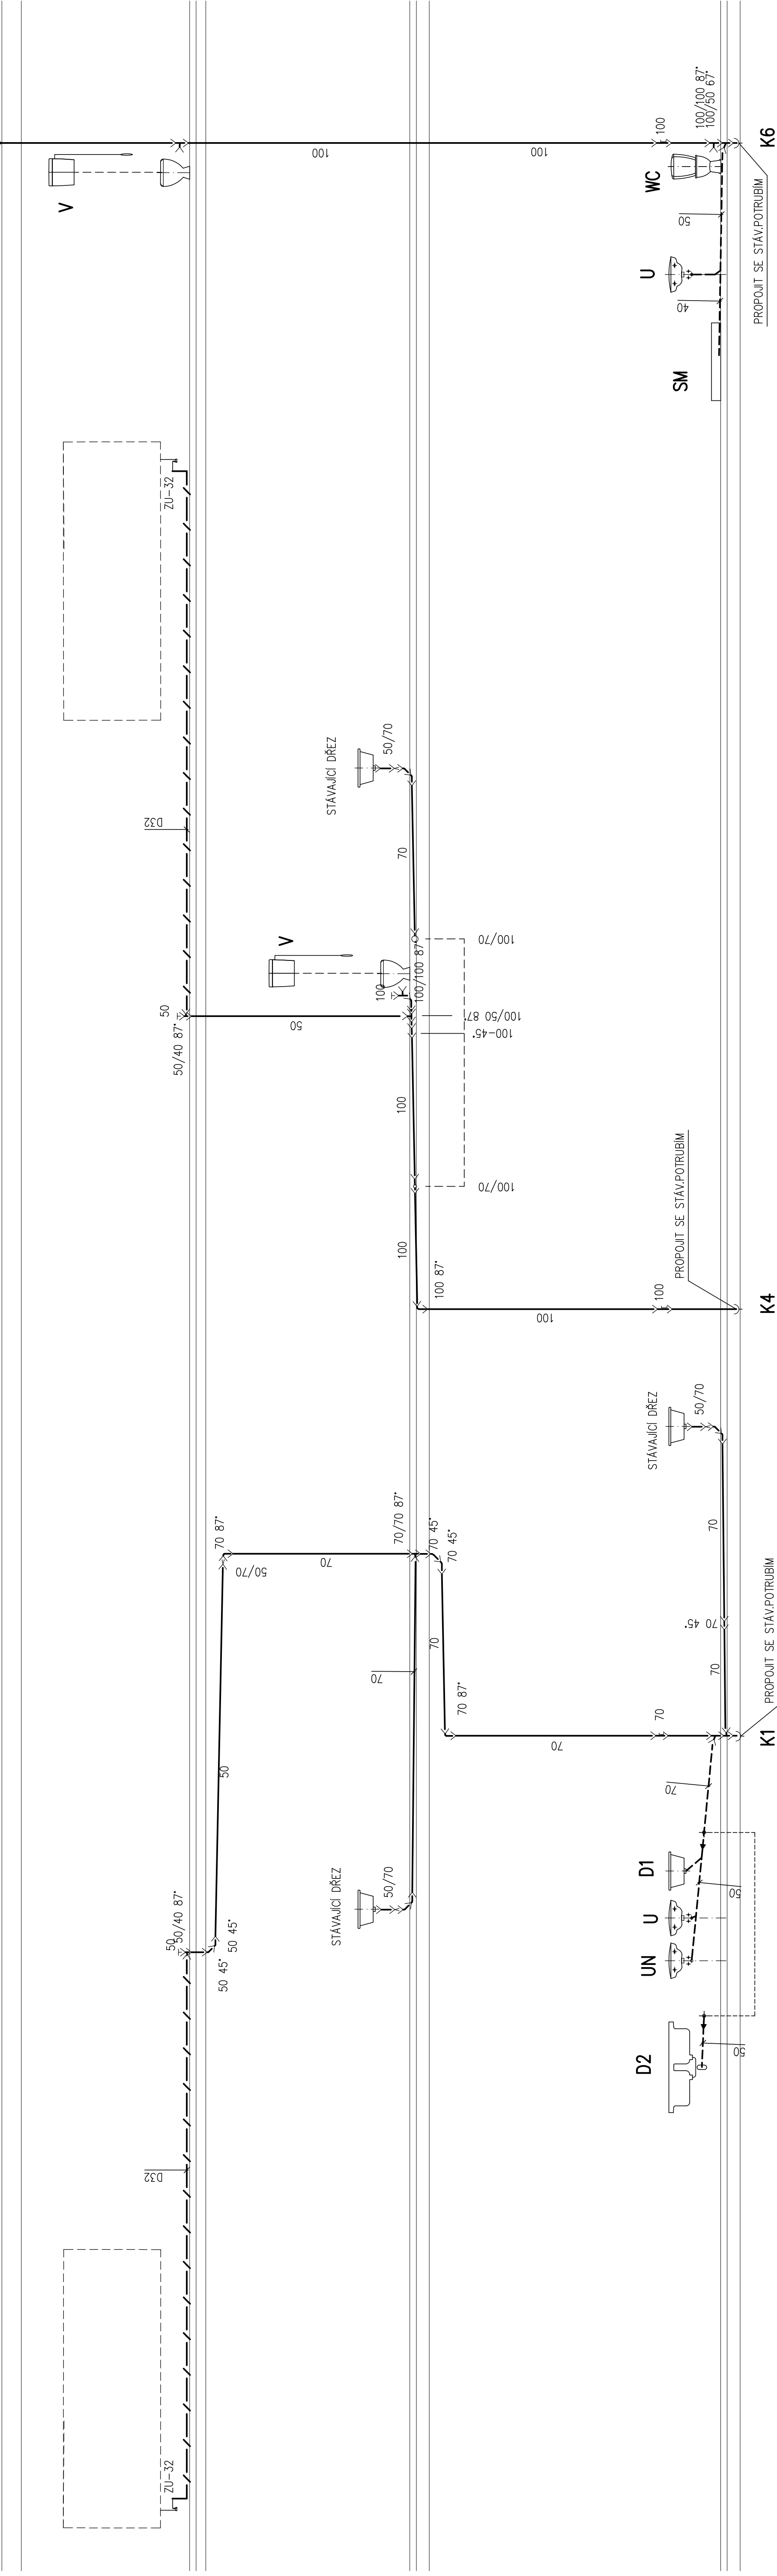 V
ZU-32
D32
50
50/40 87°
50 45°
50 45°
50
50/70
70 87°
50/40 87°
50
D32
ZU-32
V
50
70
100
STÁVAJÍCÍ DŘEZ
50/70
70
70/70 87°
70 45°
70 45°
70
70 87°
100
100
100 87°
100/70
100-45°
100/50 87°
100
100/100 87°
100/70
70
STÁVAJÍCÍ DŘEZ
50/70
D2
50
UN
U
D1
50
70
70
70
70
70 45°
70
STÁVAJÍCÍ DŘEZ
50/70
100
100
PROPOJIT SE STÁV.POTRUBÍM
SM
40
U
50
WC
100
100
100/100 87°
100/50 67°
PROPOJIT SE STÁV.POTRUBÍM
PROPOJIT SE STÁV.POTRUBÍM
K1
K4
K6